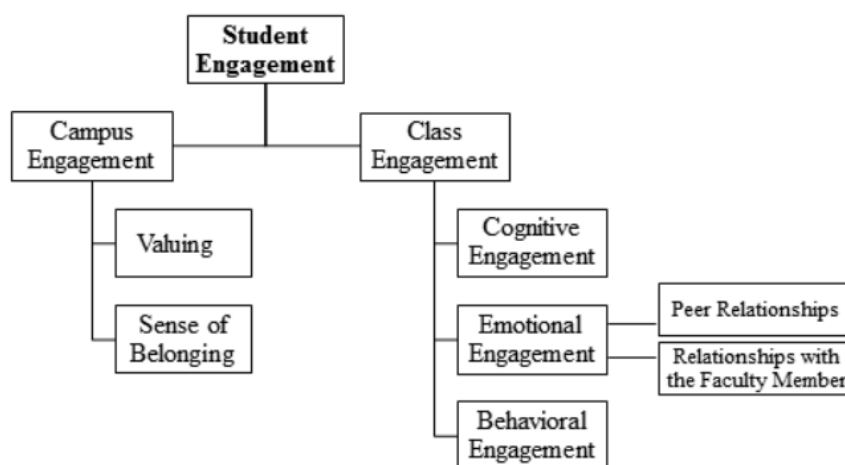 Student
Engagement
Campus
Engagement
Class
Engagement
Valuing
Sense of
Belonging
Cognitive
Engagement
Emotional
Engagement
Peer Relationships
Relationships with
the Faculty Member
Behavioral
Engagement